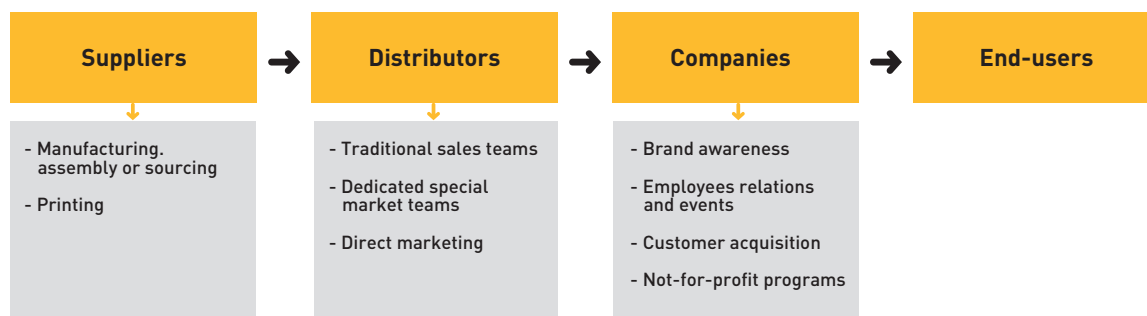 Suppliers
Distributors
Companies
End-users
- Manufacturing.
assembly or sourcing
- Printing
- Traditional sales teams
- Dedicated special
market teams
- Direct marketing
- Brand awareness
- Employees relations
and events
- Customer acquisition
- Not-for-profit programs